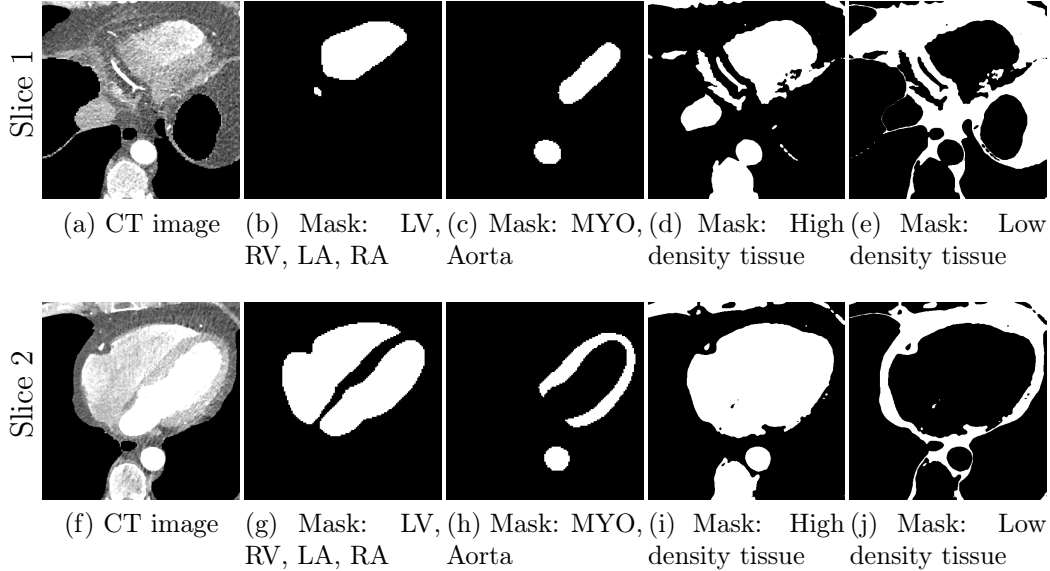 Slice 1
(a) CT image
(b) Mask: LV,
RV, LA, RA
(c) Mask: MYO,
Aorta
(d) Mask: High
density tissue
(e) Mask: Low
density tissue
Slice 2
(f) CT image
(g) Mask: LV,
RV, LA, RA
(h) Mask: MYO,
Aorta
(i) Mask: High
density tissue
(j) Mask: Low
density tissue